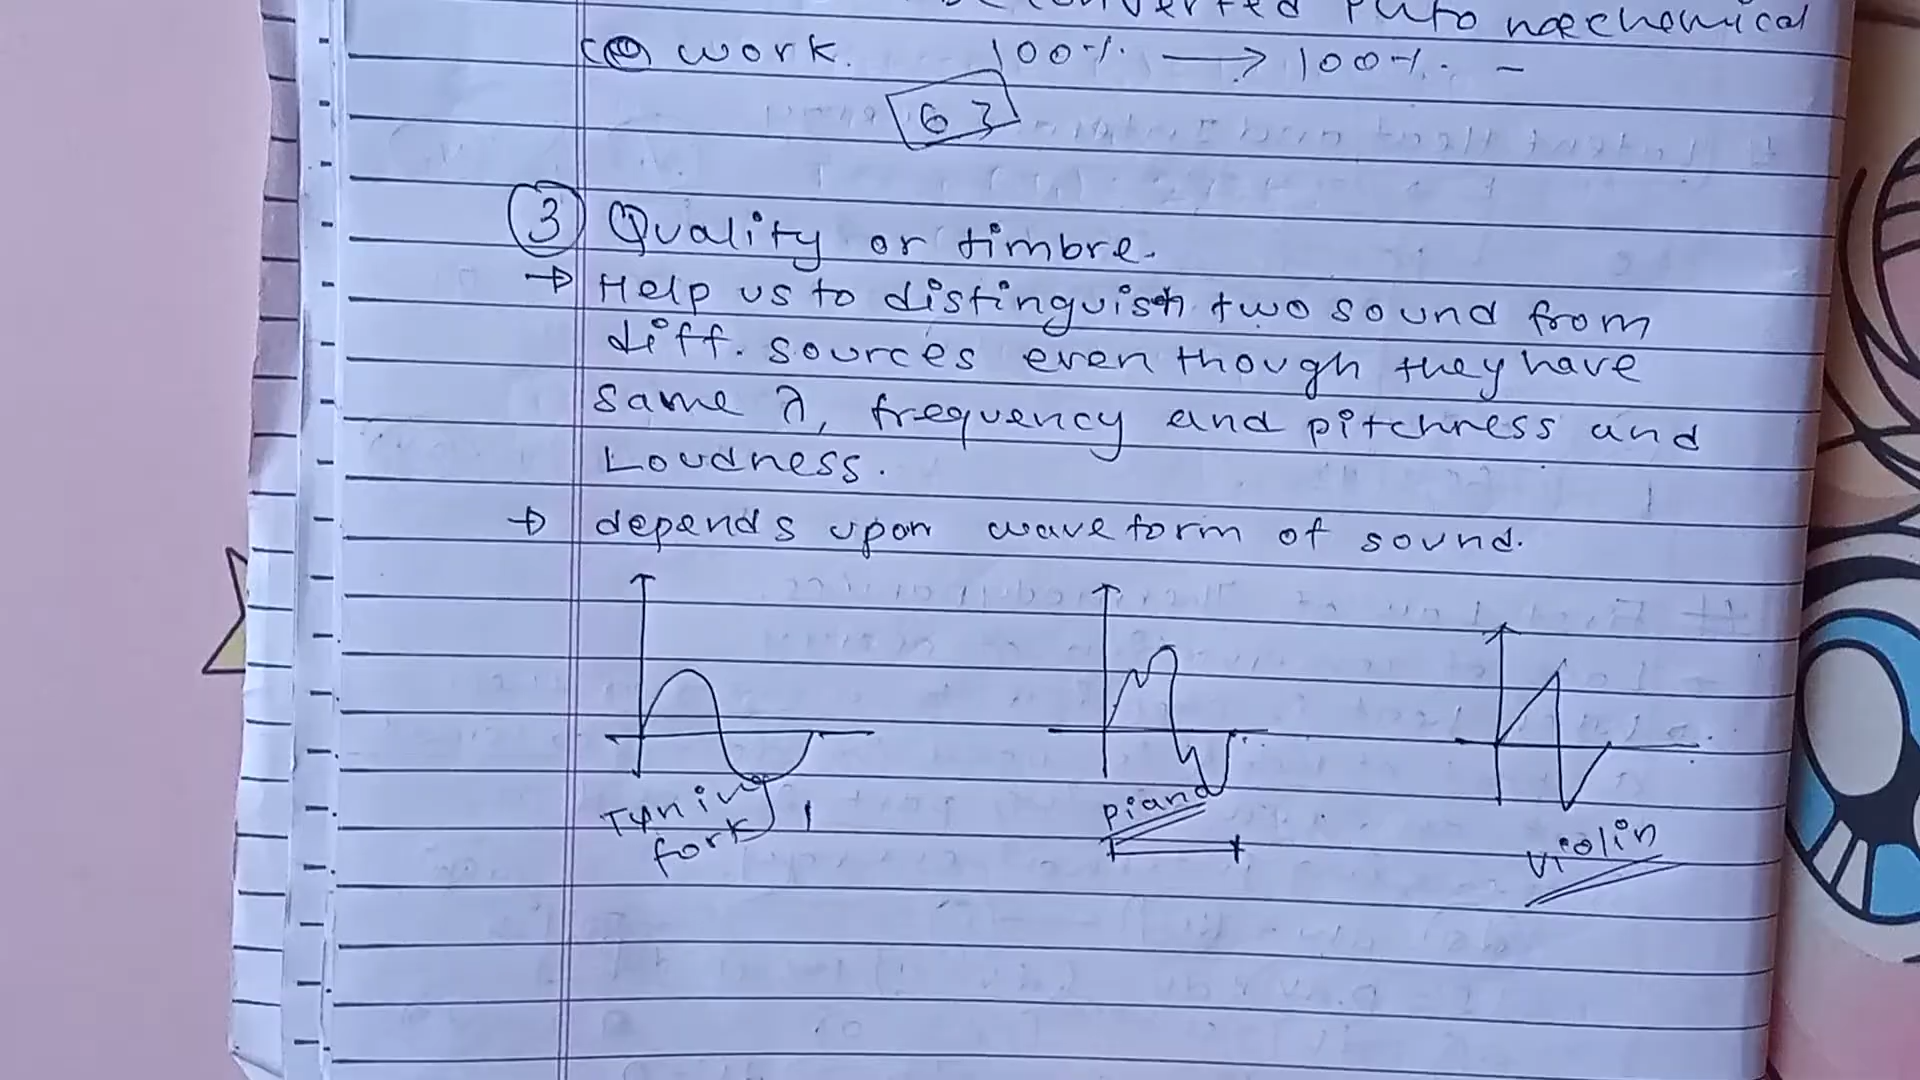 converted into mechanical
work. 100% → 100%. -
63
③ Quality or timbre.
→ Help us to distinguish two sound from
diff. sources even though they have
same λ, frequency and pitchness and
Loudness.
→ depends upon waveform of sound.
Tuning piano violin
fork